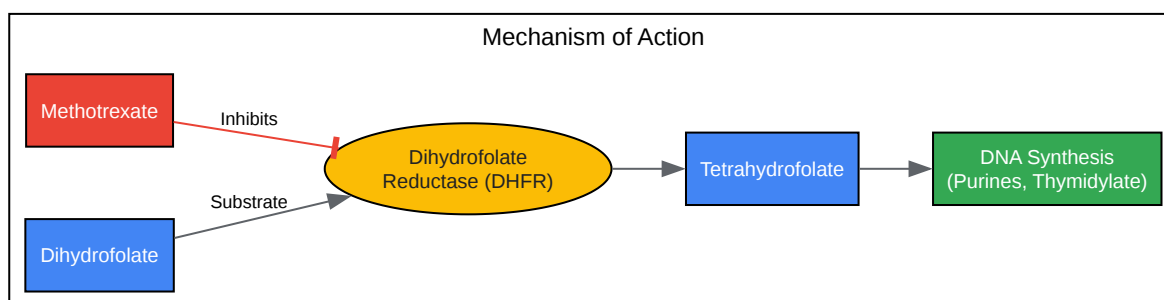 Mechanism of Action
Methotrexate
Inhibits
Dihydrofolate
Reductase (DHFR)
Substrate
Dihydrofolate
Tetrahydrofolate
DNA Synthesis
(Purines, Thymidylate)